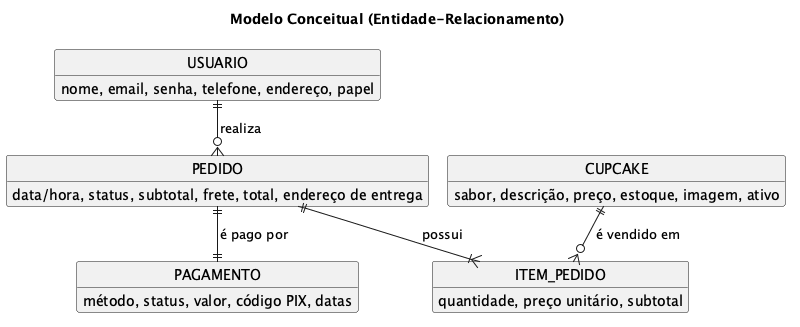 Modelo Conceitual (Entidade-Relacionamento)
USUARIO
nome, email, senha, telefone, endereço, papel
realiza
PEDIDO
data/hora, status, subtotal, frete, total, endereço de entrega
CUPCAKE
sabor, descrição, preço, estoque, imagem, ativo
é pago por
possui
é vendido em
PAGAMENTO
método, status, valor, código PIX, datas
ITEM_PEDIDO
quantidade, preço unitário, subtotal